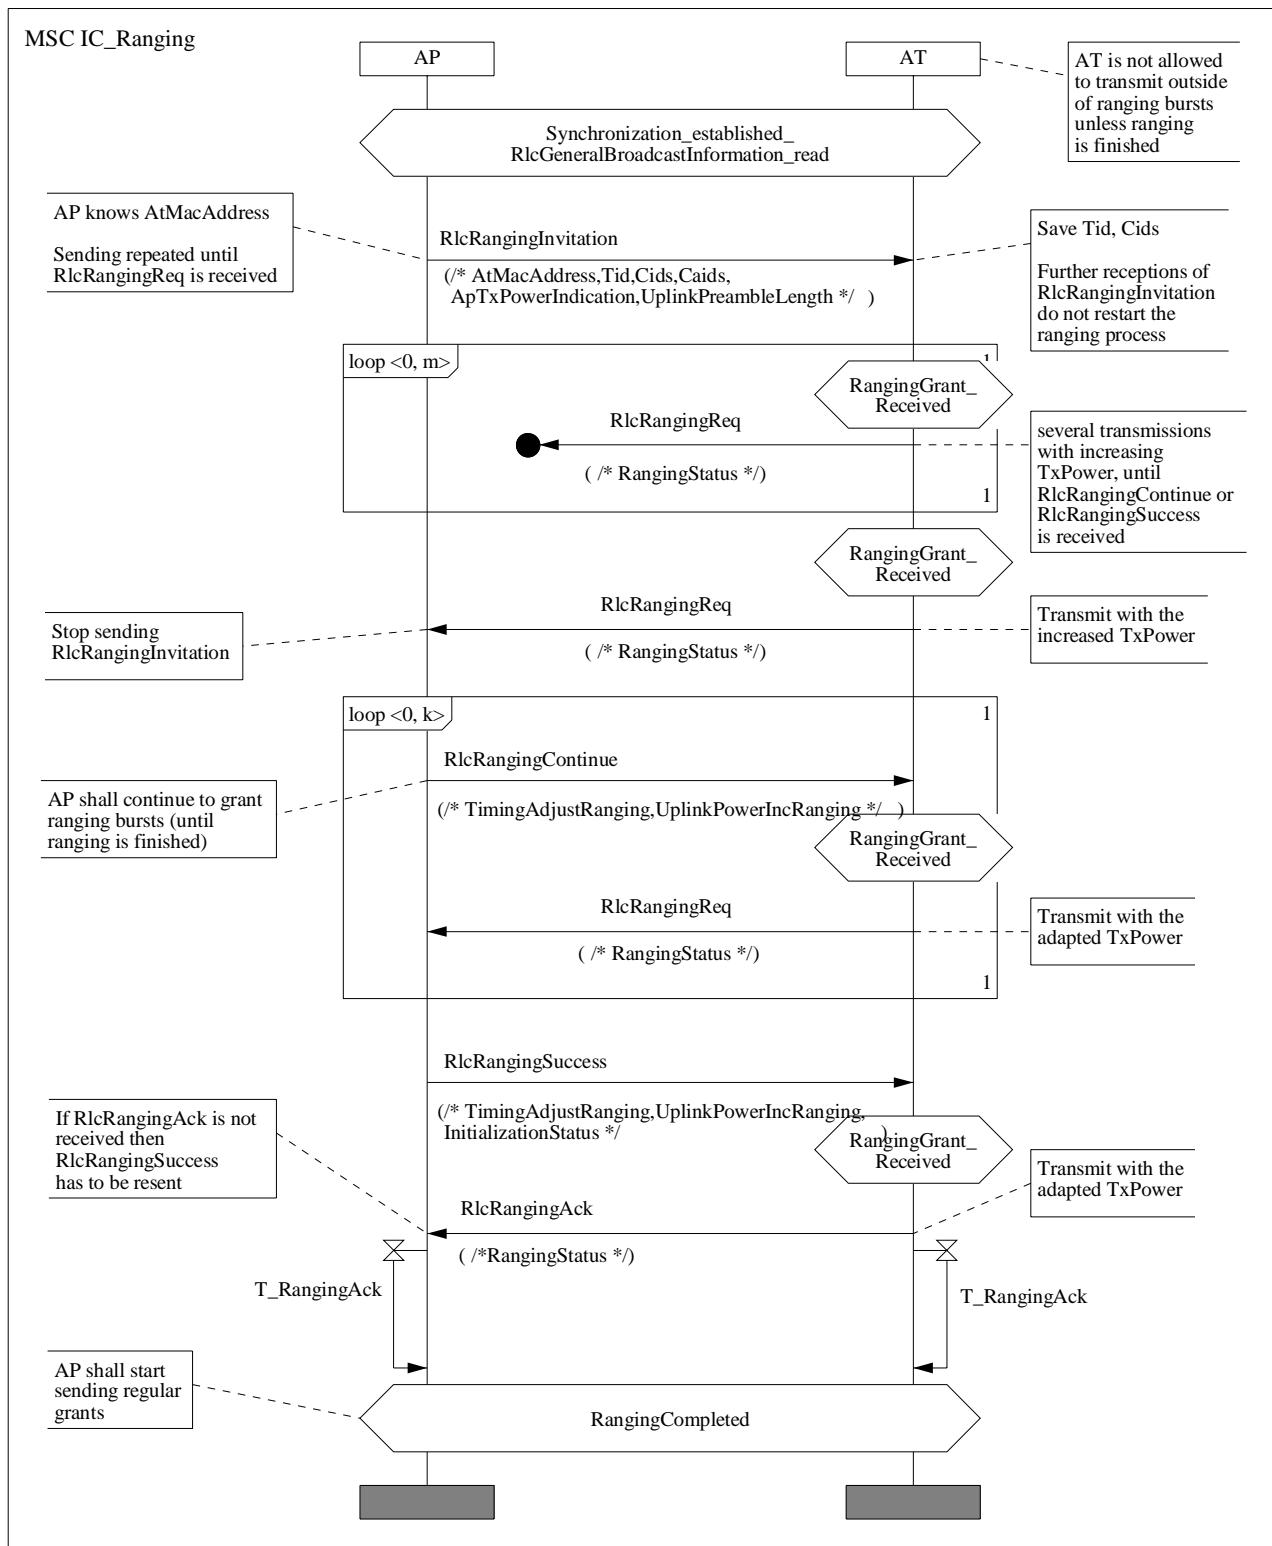 MSC IC_Ranging
AP
AT
AT is not allowed
to transmit outside
of ranging bursts
unless ranging
is finished
Synchronization_established_
RlcGeneralBroadcastInformation_read
AP knows AtMacAddress
Sending repeated until
RlcRangingReq is received
RlcRangingInvitation
(/* AtMacAddress,Tid,Cids,Caids,
ApTxPowerIndication,UplinkPreambleLength */ )
Save Tid, Cids
Further receptions of
RlcRangingInvitation
do not restart the
ranging process
loop <0, m>
1
RangingGrant_
Received
RlcRangingReq
( /* RangingStatus */)
1
several transmissions
with increasing
TxPower, until
RlcRangingContinue or
RlcRangingSuccess
is received
RangingGrant_
Received
RlcRangingReq
( /* RangingStatus */)
Stop sending
RlcRangingInvitation
Transmit with the
increased TxPower
loop <0, k>
1
RlcRangingContinue
(/* TimingAdjustRanging,UplinkPowerIncRanging */ )
AP shall continue to grant
ranging bursts (until
ranging is finished)
RangingGrant_
Received
RlcRangingReq
( /* RangingStatus */)
1
Transmit with the
adapted TxPower
RlcRangingSuccess
(/* TimingAdjustRanging,UplinkPowerIncRanging,
InitializationStatus */ )
If RlcRangingAck is not
received then
RlcRangingSuccess
has to be resent
RangingGrant_
Received
Transmit with the
adapted TxPower
RlcRangingAck
( /*RangingStatus */)
T_RangingAck
T_RangingAck
AP shall start
sending regular
grants
RangingCompleted